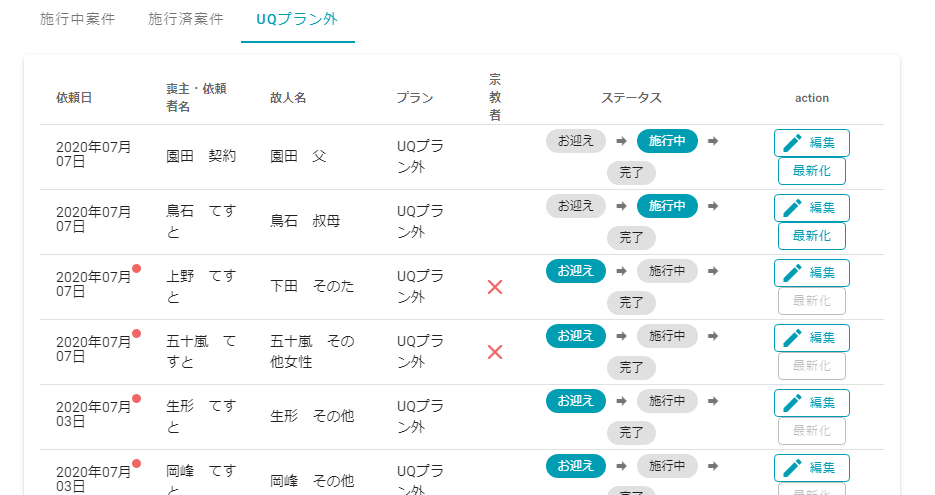 施行中案件 施行済案件 UQプラン外
依頼日 喪主・依頼者名 故人名 プラン 宗教者 ステータス action
2020年07月
07日
園田 契約 園田 父
UQプラ
ン外
お迎え 施行中
完了
編集
最新化
2020年07月
07日
鳥石 てす
と
鳥石 叔母
UQプラ
ン外
お迎え 施行中
完了
編集
最新化
2020年07月
07日
上野 てす
と
下田 そのた
UQプラ
ン外
お迎え 施行中
完了
編集
最新化
2020年07月
07日
五十嵐 て
すと
五十嵐 その
他女性
UQプラ
ン外
お迎え 施行中
完了
編集
最新化
2020年07月
03日
生形 てす
と
生形 その他
UQプラ
ン外
お迎え 施行中
完了
編集
最新化
2020年07月
03日
岡峰 てす
と
岡峰 その他
UQプラ
ン外
お迎え 施行中
完了
編集
最新化